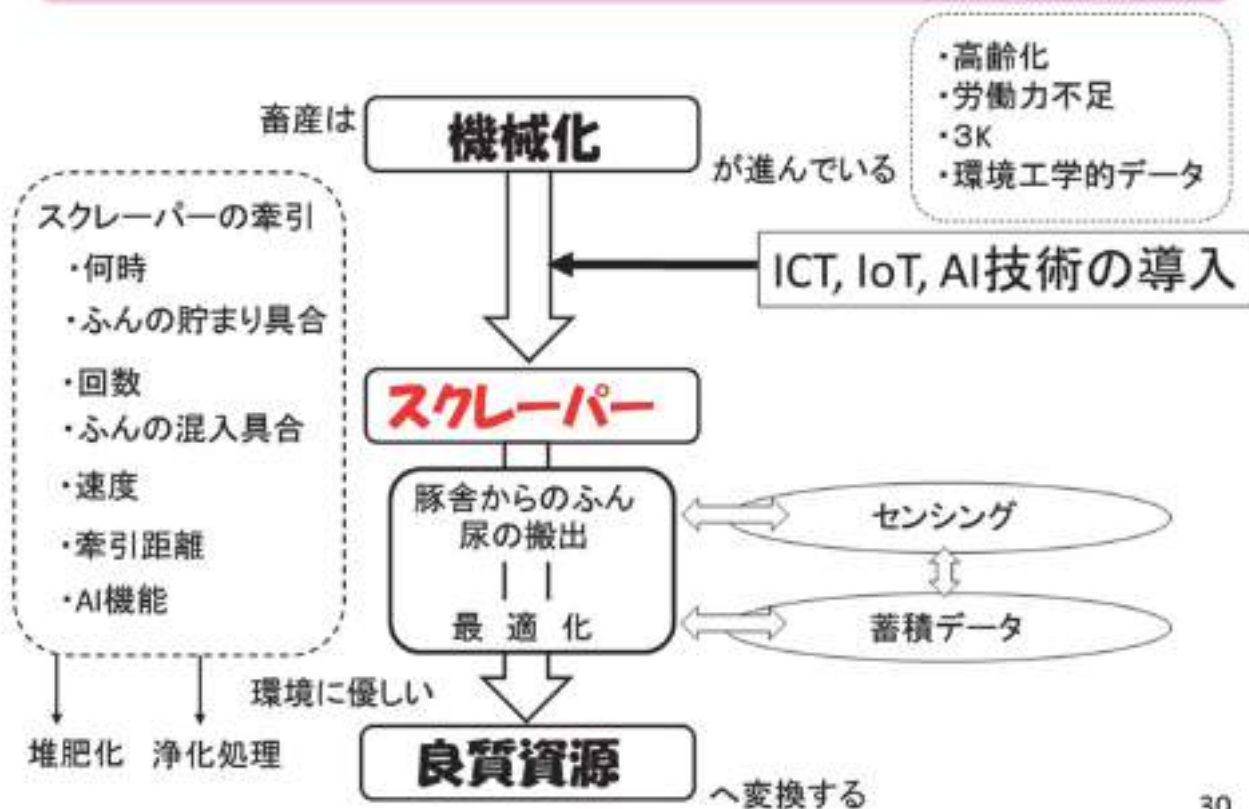 ・高齢化
・労働力不足
・3K
・環境工学的データ
畜産は
機械化
が進んでいる
ICT, IoT, AI技術の導入
スクレーパーの牽引
・何時
・ふんの貯まり具合
・回数
・ふんの混入具合
・速度
・牽引距離
・AI機能
スクレーパー
豚舎からのふん
尿の搬出
最 適 化
センシング
蓄積データ
堆肥化 浄化処理
環境に優しい
良質資源
へ変換する
30